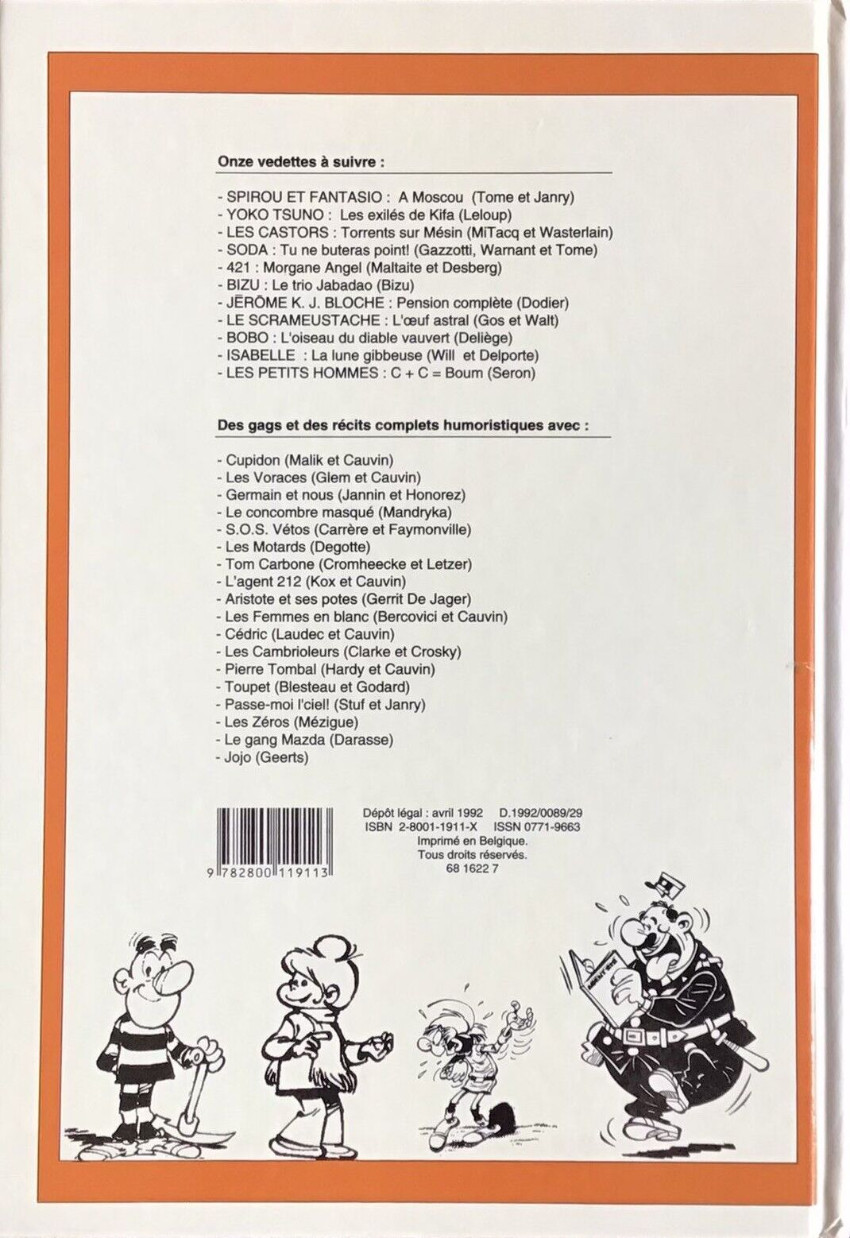 Onze vedettes à suivre :
- SPIROU ET FANTASIO : A Moscou (Tome et Janry)
- YOKO TSUNO : Les exilés de Kifa (Leloup)
- LES CASTORS : Torrents sur Mésin (MiTacq et Wasterlain)
- SODA : Tu ne buteras point! (Gazzotti, Warnant et Tome)
- 421 : Morgane Angel (Maltaite et Desberg)
- BIZU : Le trio Jabadao (Bizu)
- JËRÖME K. J. BLOCHE : Pension complète (Dodier)
- LE SCRAMEUSTACHE : L'œuf astral (Gos et Walt)
- BOBO : L'oiseau du diable vauvert (Deliège)
- ISABELLE : La lune gibbeuse (Will et Delporte)
- LES PETITS HOMMES : C + C = Boum (Seron)
Des gags et des récits complets humoristiques avec :
- Cupidon (Malik et Cauvin)
- Les Voraces (Glem et Cauvin)
- Germain et nous (Jannin et Honorez)
- Le concombre masqué (Mandryka)
- S.O.S. Vétos (Carrère et Faymonville)
- Les Motards (Degotte)
- Tom Carbone (Cromheecke et Letzer)
- L'agent 212 (Kox et Cauvin)
- Aristote et ses potes (Gerrit De Jager)
- Les Femmes en blanc (Bercovici et Cauvin)
- Cédric (Laudec et Cauvin)
- Les Cambrioleurs (Clarke et Crosky)
- Pierre Tombal (Hardy et Cauvin)
- Toupet (Blesteau et Godard)
- Passe-moi l'ciel! (Stuf et Janry)
- Les Zéros (Mézigue)
- Le gang Mazda (Darasse)
- Jojo (Geerts)
Dépôt légal : avril 1992 D.1992/0089/29
ISBN 2-8001-1911-X ISSN 0771-9663
Imprimé en Belgique.
Tous droits réservés.
68 1622 7
9 782800 119113